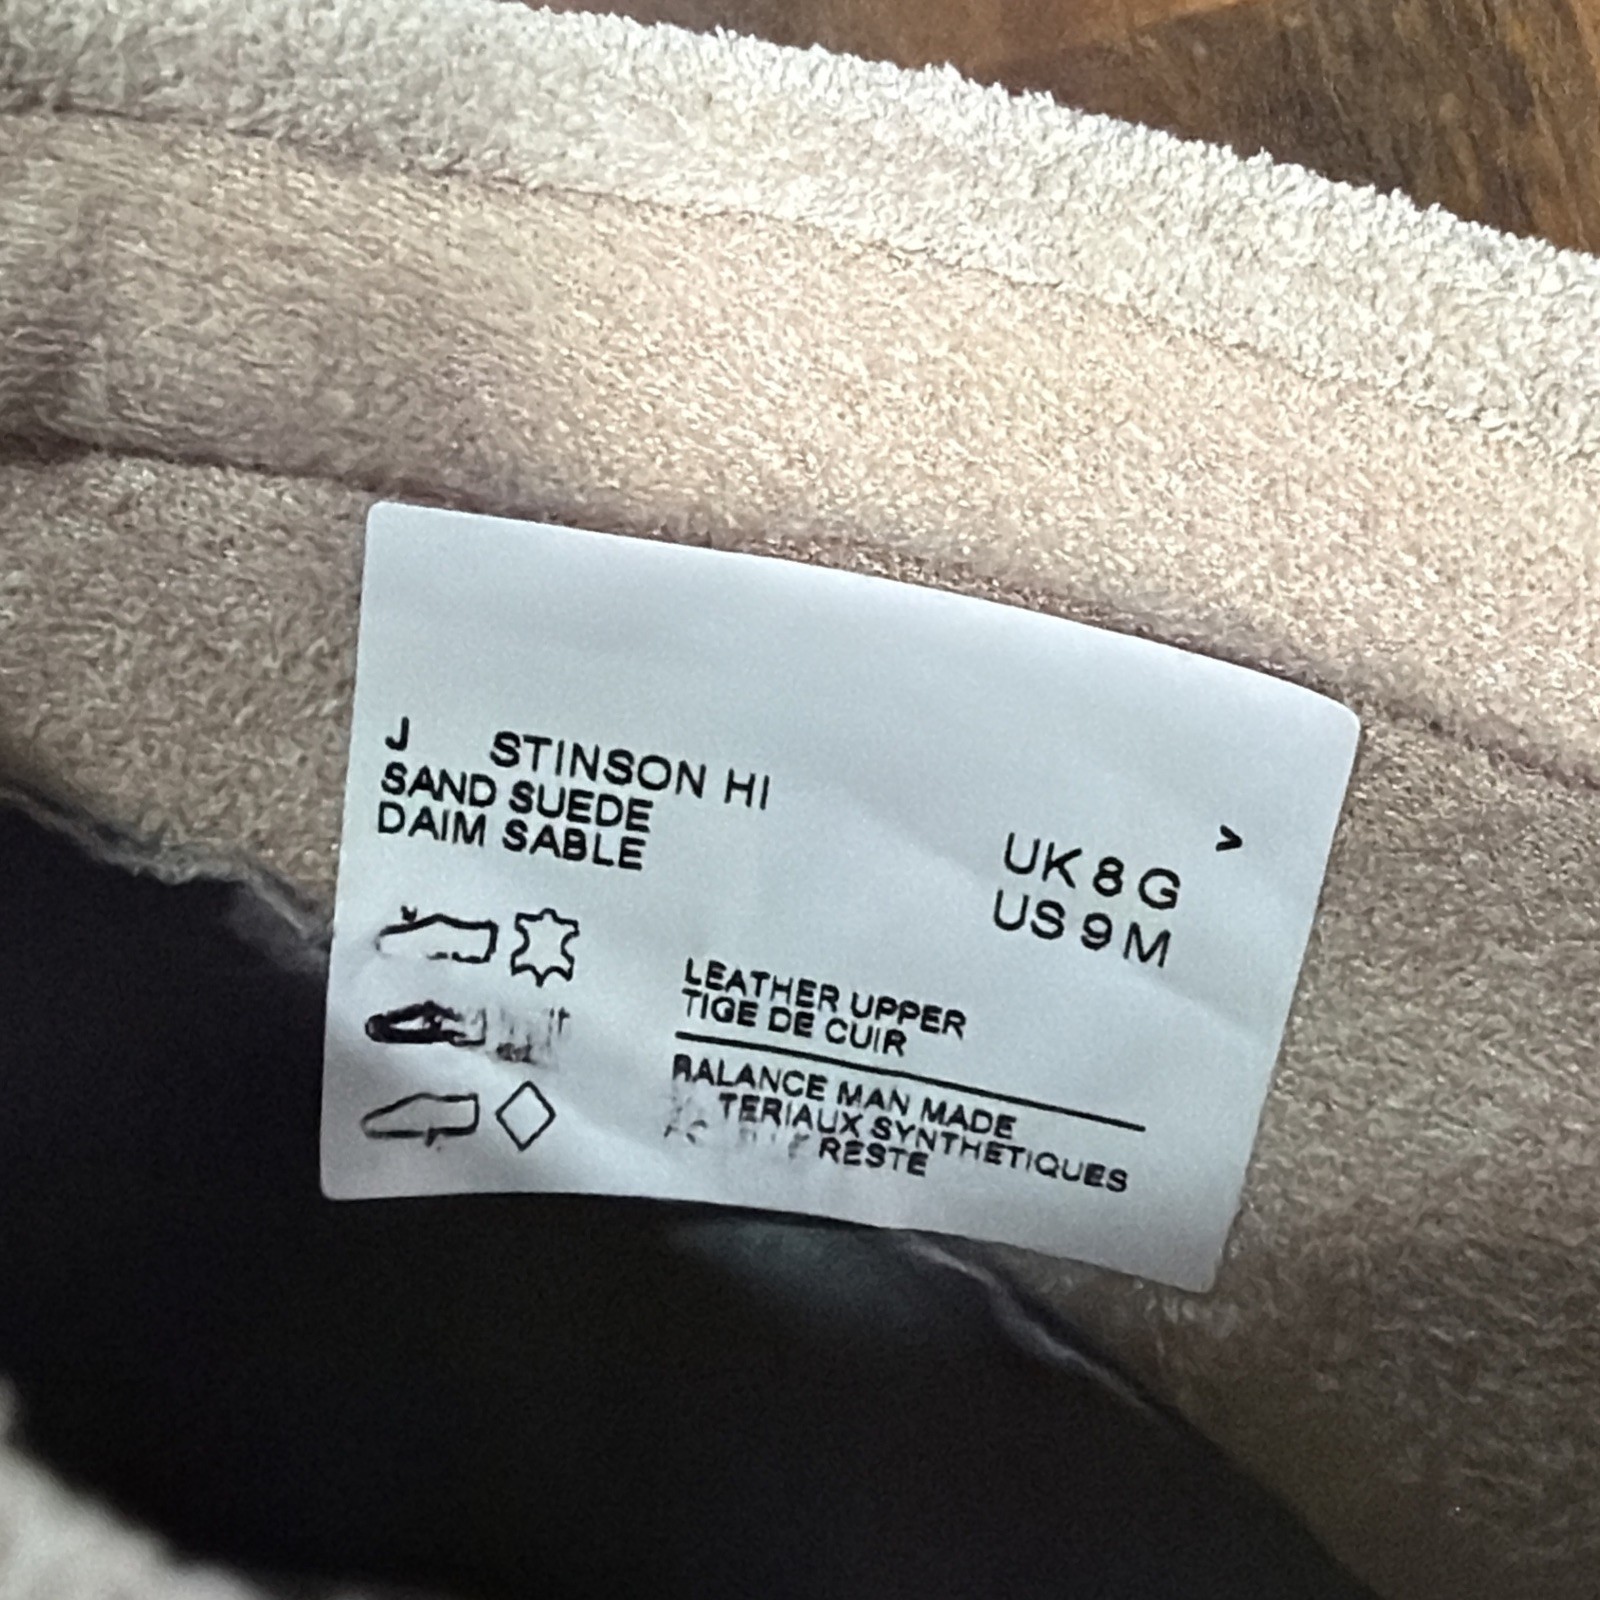 J STINSON HI
SAND SUEDE
DAIM SABLE
>
UK 8 G
US 9 M
LEATHER UPPER
TIGE DE CUIR
BALANCE MAN MADE
TERIAUX SYNTHETIQUES
RESTE